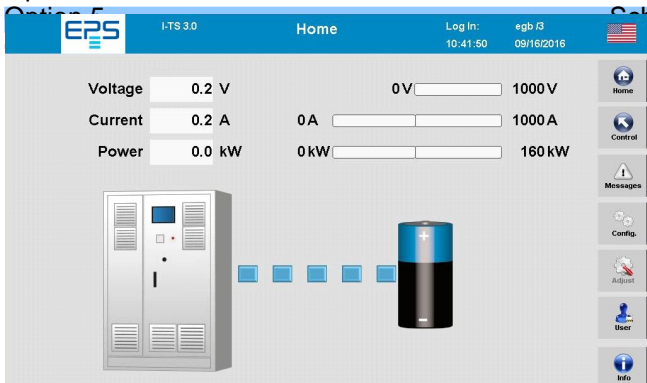 EPS
I-TS 3.0
Home
Log In: egb /3
10:41:50 09/16/2016
Voltage 0.2 V 0 V 1000 V
Current 0.2 A 0 A 1000 A
Power 0.0 kW 0 kW 160 kW
Home
Control
Messages
Config.
Adjust
User
Info
+
-